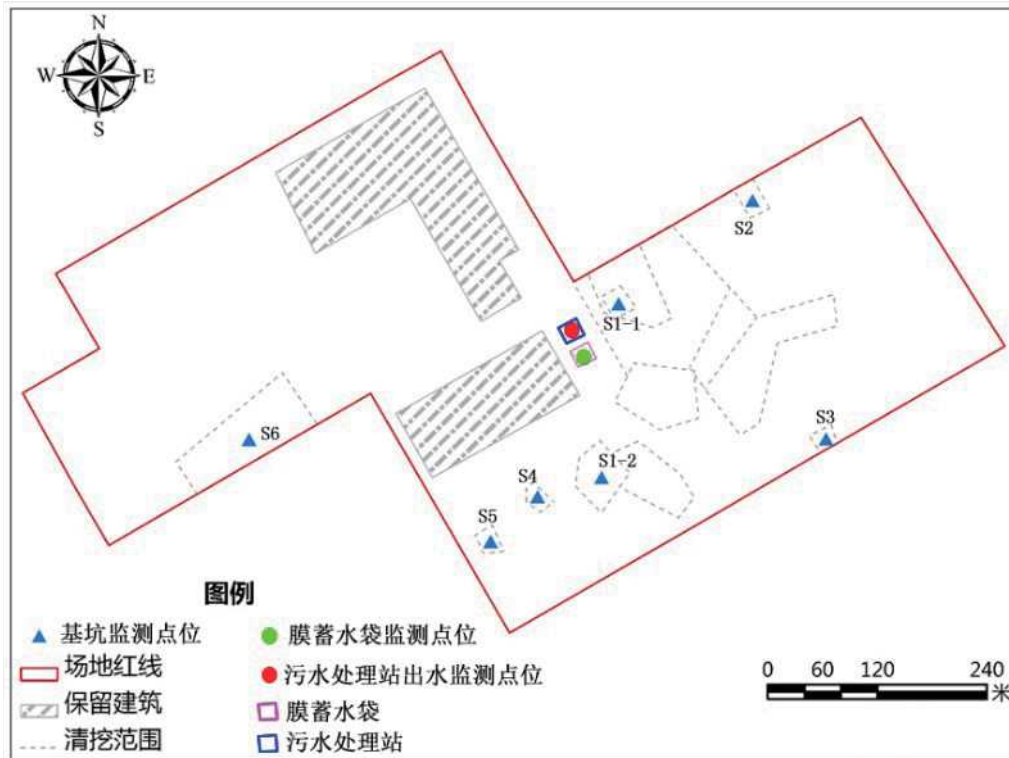 N
W E
S
S2
S1-1
S3
S6
S1-2
S4
S5
图例
基坑监测点位
膜蓄水袋监测点位
场地红线
污水处理站出水监测点位
保留建筑
膜蓄水袋
清挖范围
污水处理站
0 60 120 240
米